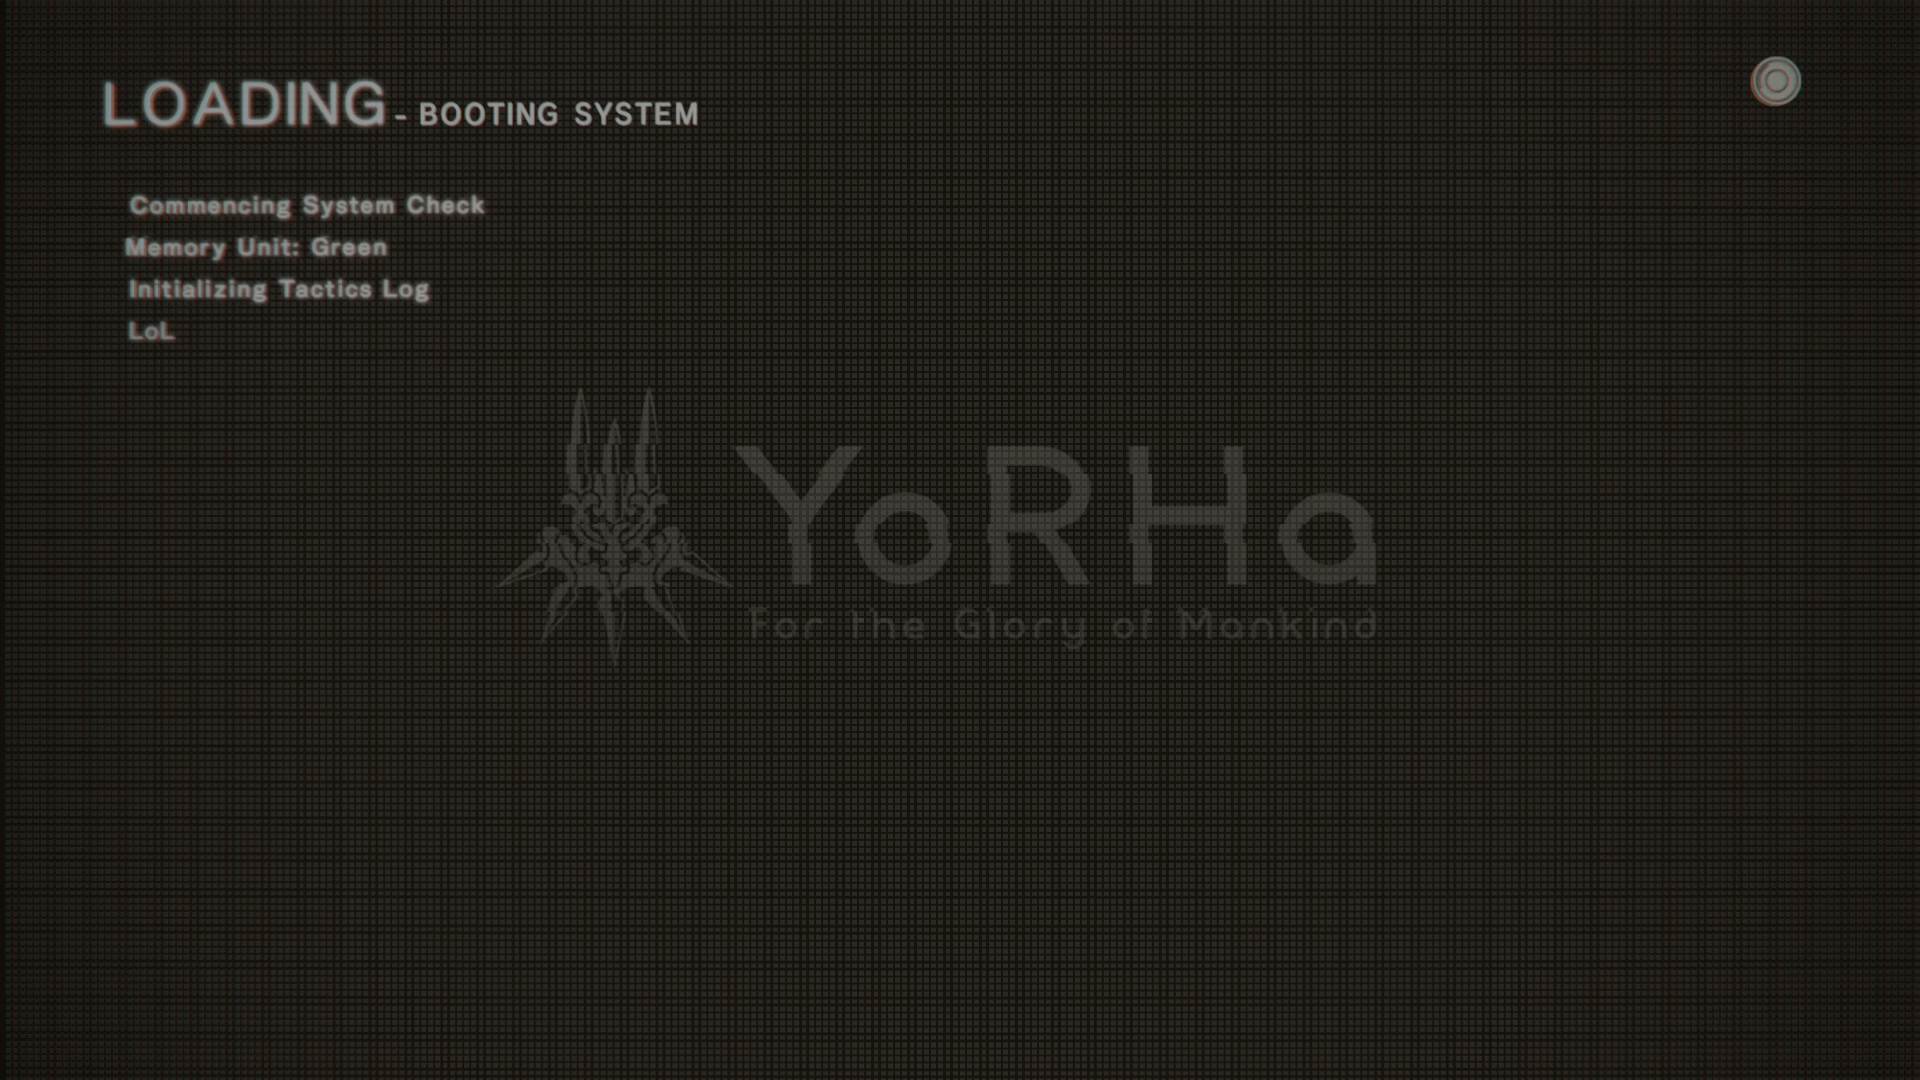 LOADING - BOOTING SYSTEM
Commencing System Check
Memory Unit: Green
Initializing Tactics Log
LoL
YoRHa
For the Glory of Mankind